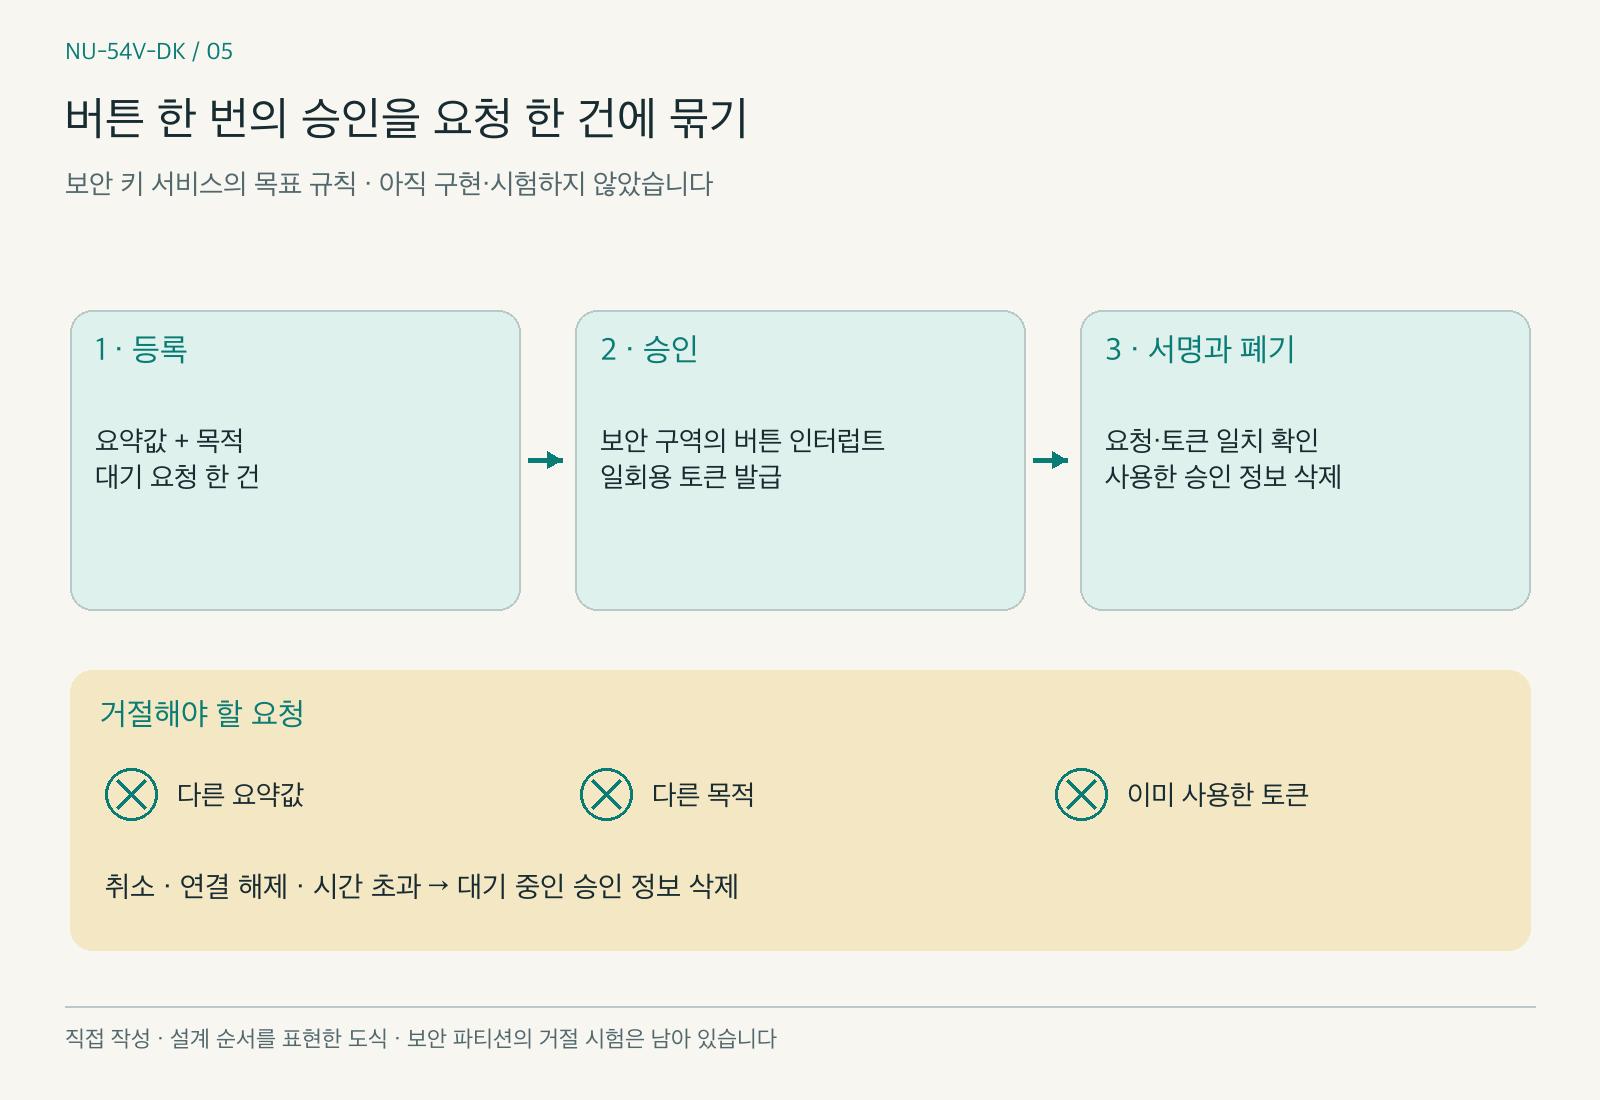 NU-54V-DK / 05
버튼 한 번의 승인을 요청 한 건에 묶기
보안 키 서비스의 목표 규칙 · 아직 구현·시험하지 않았습니다
1 · 등록
요약값 + 목적
대기 요청 한 건
2 · 승인
보안 구역의 버튼 인터럽트
일회용 토큰 발급
3 · 서명과 폐기
요청·토큰 일치 확인
사용한 승인 정보 삭제
거절해야 할 요청
다른 요약값
다른 목적
이미 사용한 토큰
취소 · 연결 해제 · 시간 초과 → 대기 중인 승인 정보 삭제
직접 작성 · 설계 순서를 표현한 도식 · 보안 파티션의 거절 시험은 남아 있습니다